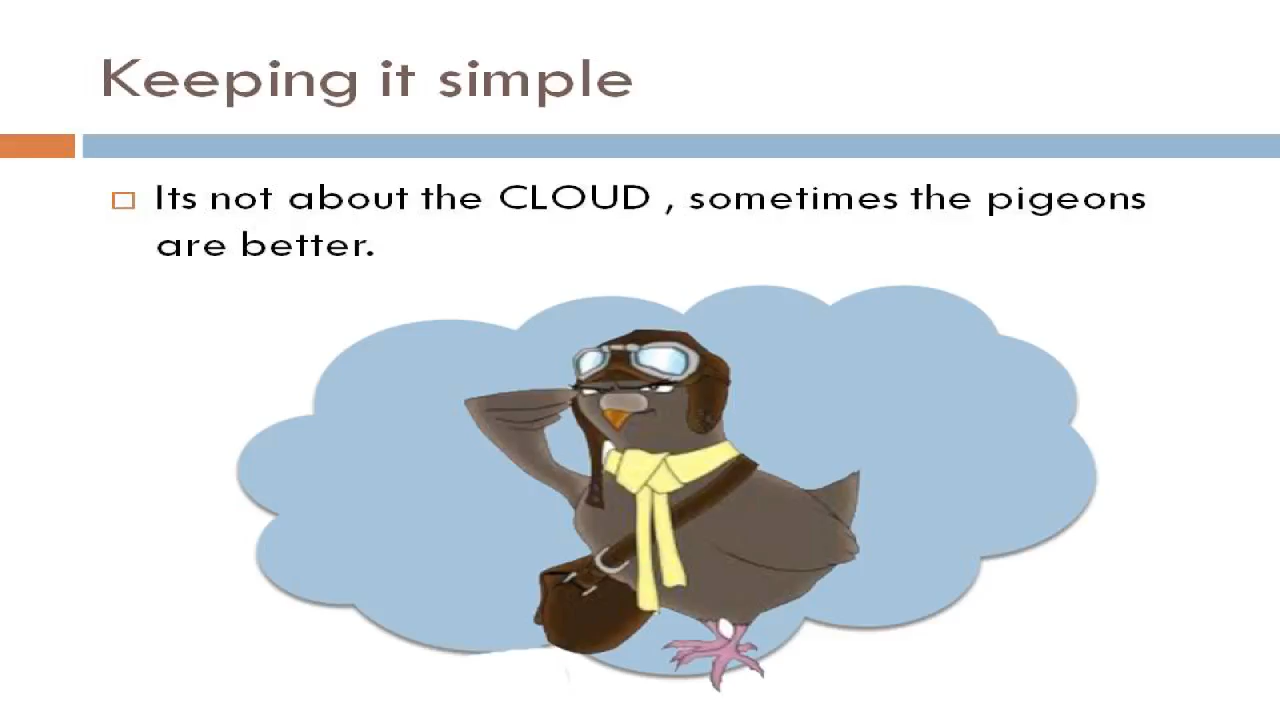 Keeping it simple
Its not about the CLOUD , sometimes the pigeons
are better.